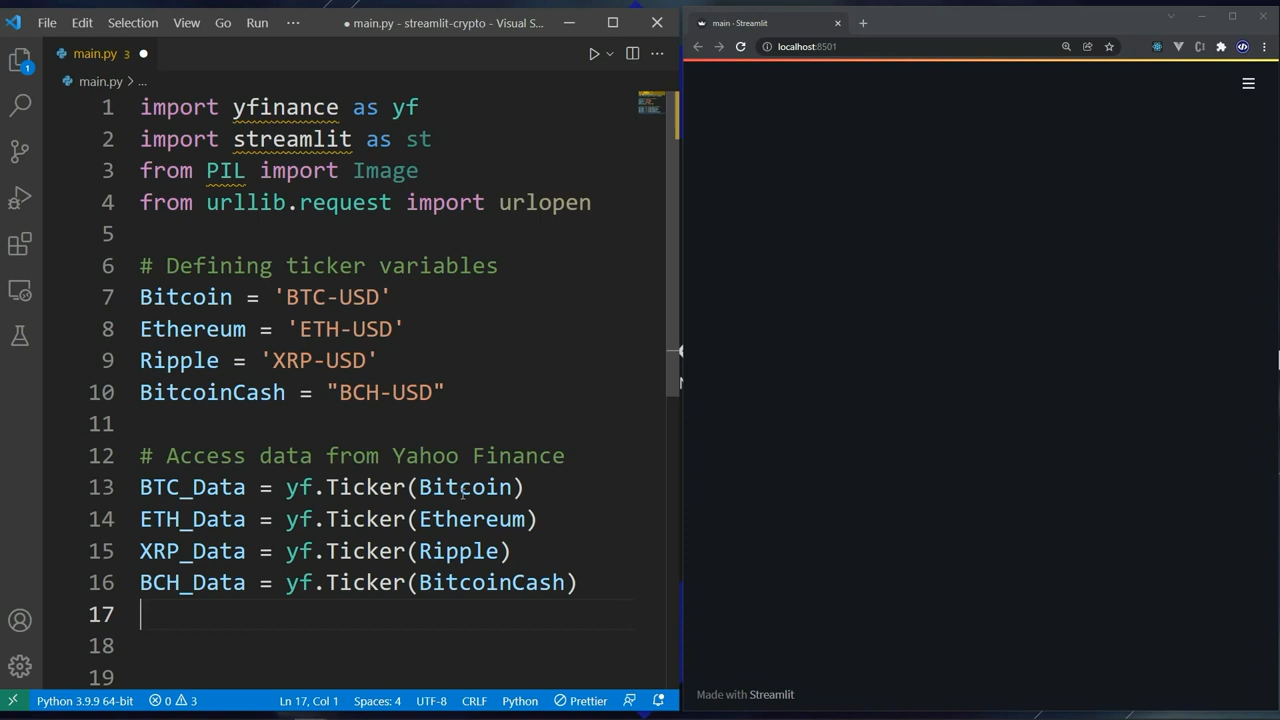 File Edit Selection View Go Run ··· ● main.py - streamlit-crypto - Visual S...
main.py 3 ●
main.py > ...
1 import yfinance as yf
2 import streamlit as st
3 from PIL import Image
4 from urllib.request import urlopen
5
6 # Defining ticker variables
7 Bitcoin = 'BTC-USD'
8 Ethereum = 'ETH-USD'
9 Ripple = 'XRP-USD'
10 BitcoinCash = "BCH-USD"
11
12 # Access data from Yahoo Finance
13 BTC_Data = yf.Ticker(Bitcoin)
14 ETH_Data = yf.Ticker(Ethereum)
15 XRP_Data = yf.Ticker(Ripple)
16 BCH_Data = yf.Ticker(BitcoinCash)
17
18
19
1
Python 3.9.9 64-bit 0 3 Ln 17, Col 1 Spaces: 4 UTF-8 CRLF Python Prettier
main · Streamlit
localhost:8501
Made with Streamlit